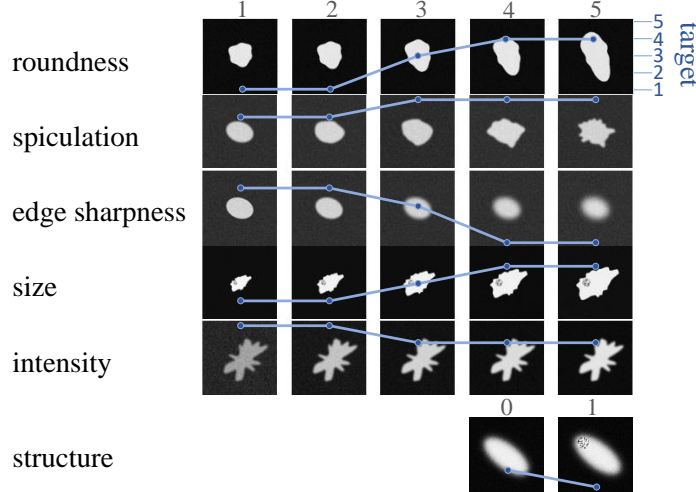 1 2 3 4 5
5
4
3
2
1
target
roundness
spiculation
edge sharpness
size
intensity
0 1
structure